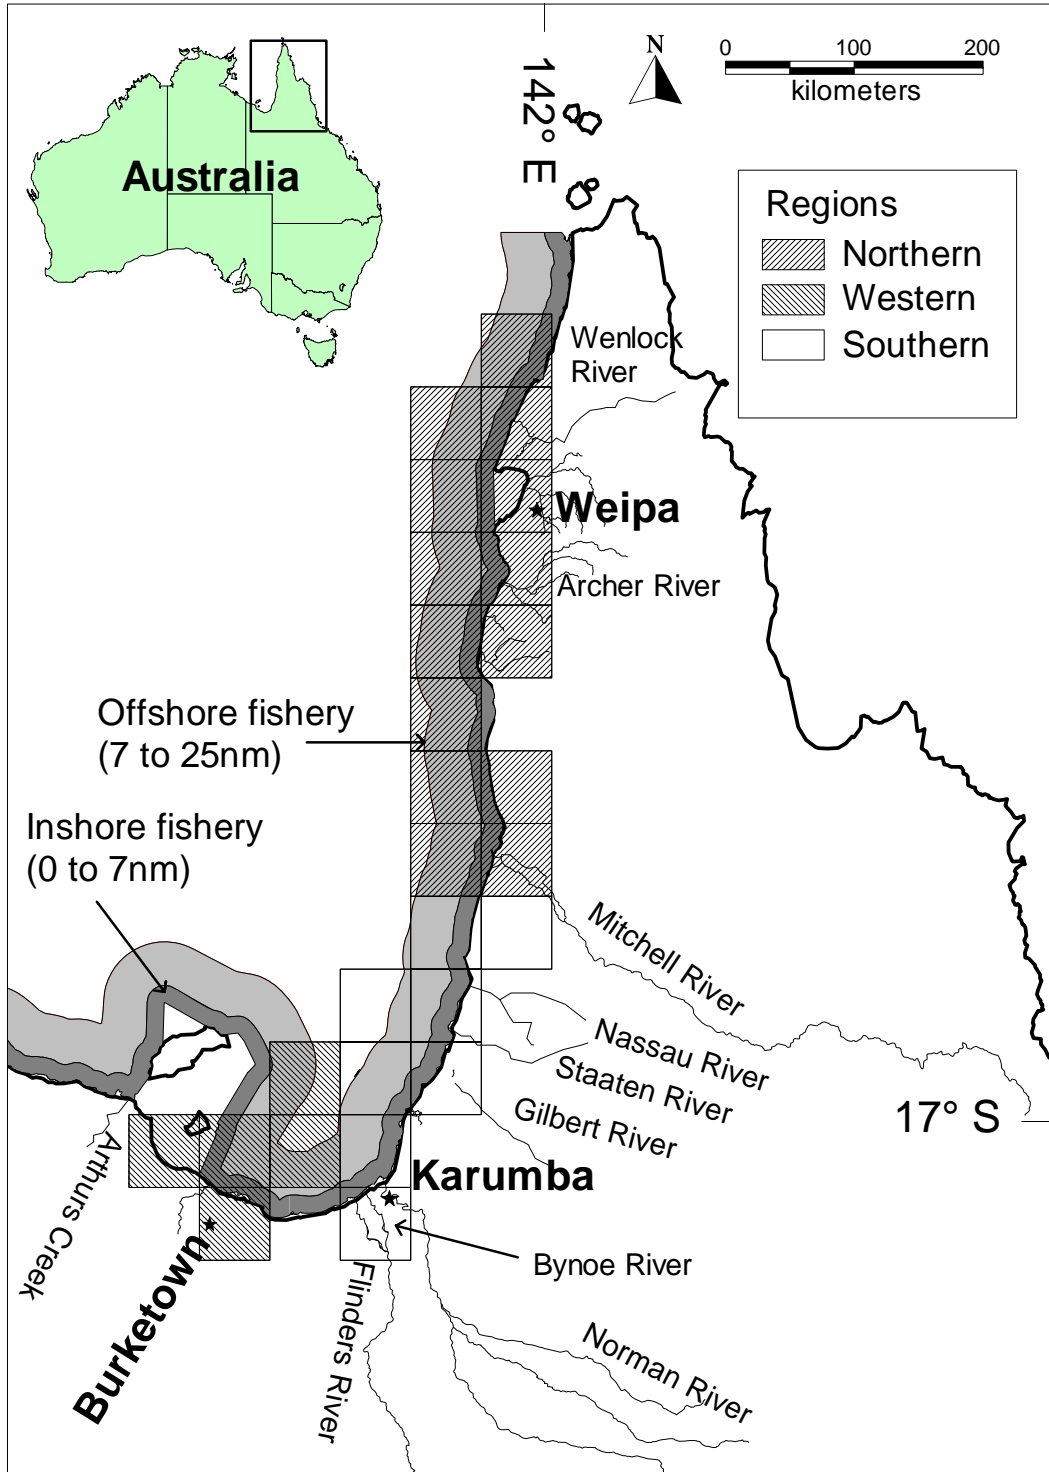 N
0 100 200
kilometers
142° E
Australia
Regions
Northern
Western
Southern
Wenlock
River
Weipa
Archer River
Offshore fishery
(7 to 25nm)
Inshore fishery
(0 to 7nm)
Mitchell River
Nassau River
Staaten River
Gilbert River
17° S
Karumba
Arthurs Creek
Burketown
Flinders River
Bynoe River
Norman River